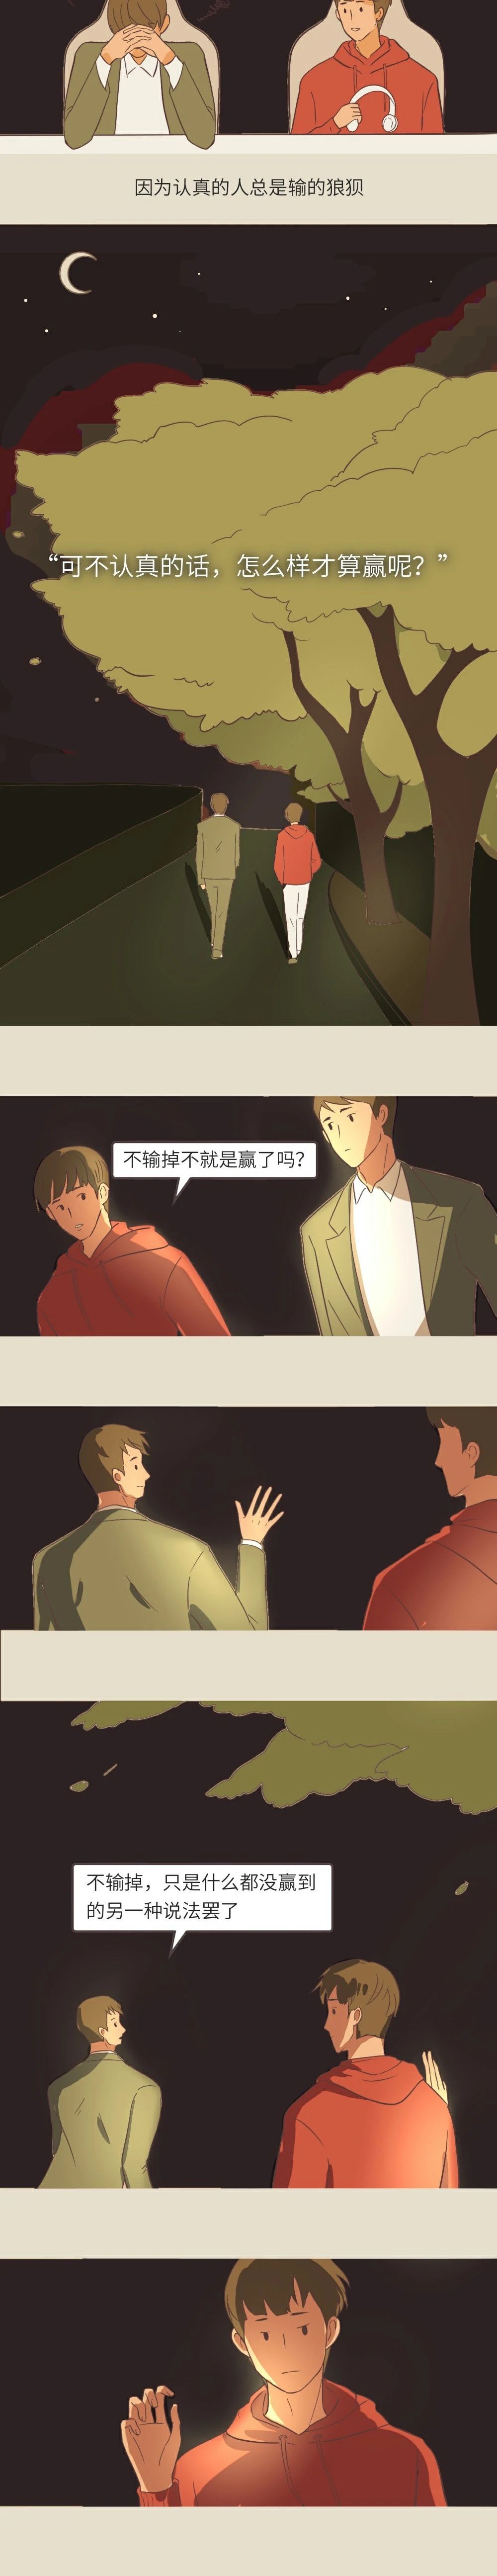 因为认真的人总是输的狼狈
“可不认真的话，怎么样才算赢呢？”
不输掉不就是赢了吗？
不输掉，只是什么都没赢到
的另一种说法罢了